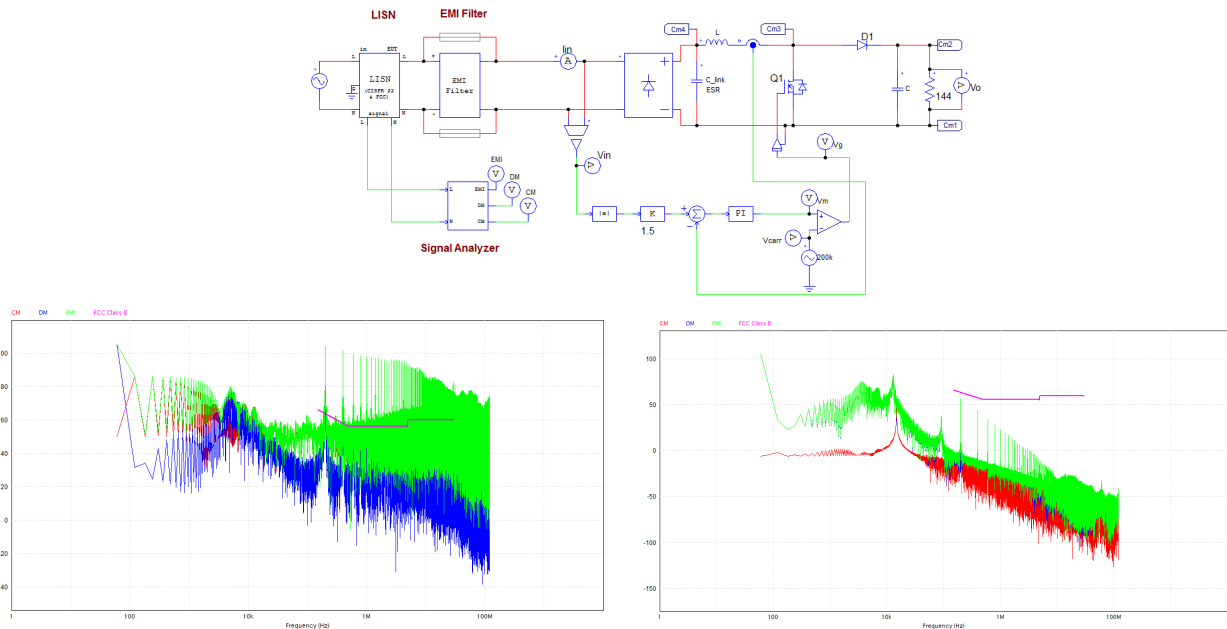 LISN
EMI Filter
in EUT
L L
LISN
(CISPR 22
& FCC)
G
N N
signal
L N
+
EMI
Filter
-
Iin
A
+
-
Cm4
L
Cm3
D1
Cm2
C_link
ESR
Q1
C
144
V
Vo
Cm1
V
Vg
V
Vin
EMI
V
DM
V
CM
V
L EMI
DM
N CM
Signal Analyzer
|x|
K
1.5
+
-
Σ
PI
V
Vm
+
-
Vcarr
V
200k
CM DM EMI FCC Class B
00
80
60
40
20
0
-20
40
1 100 10k 1M 100M
Frequency (Hz)
CM DM EMI FCC Class B
100
50
0
-50
-100
-150
1 100 10k 1M 100M
Frequency (Hz)